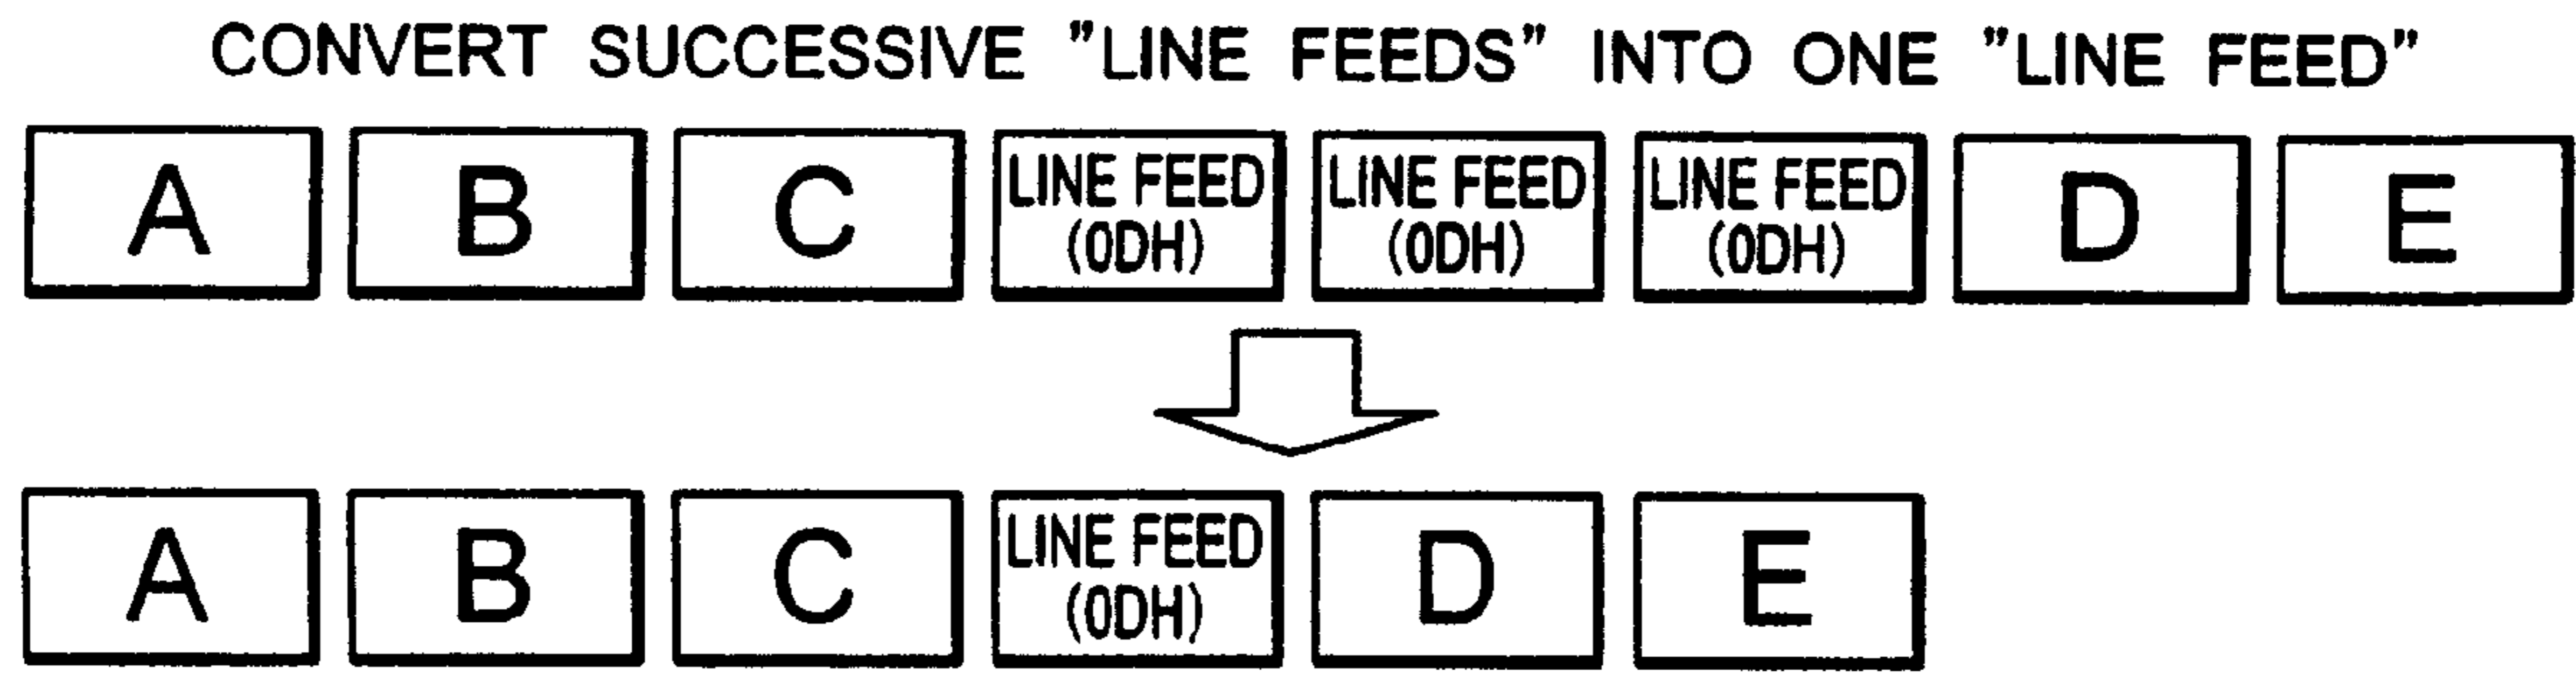 CONVERT SUCCESSIVE "LINE FEEDS" INTO ONE "LINE FEED"
A B C LINE FEED (0DH) LINE FEED (0DH) LINE FEED (0DH) D E
A B C LINE FEED (0DH) D E